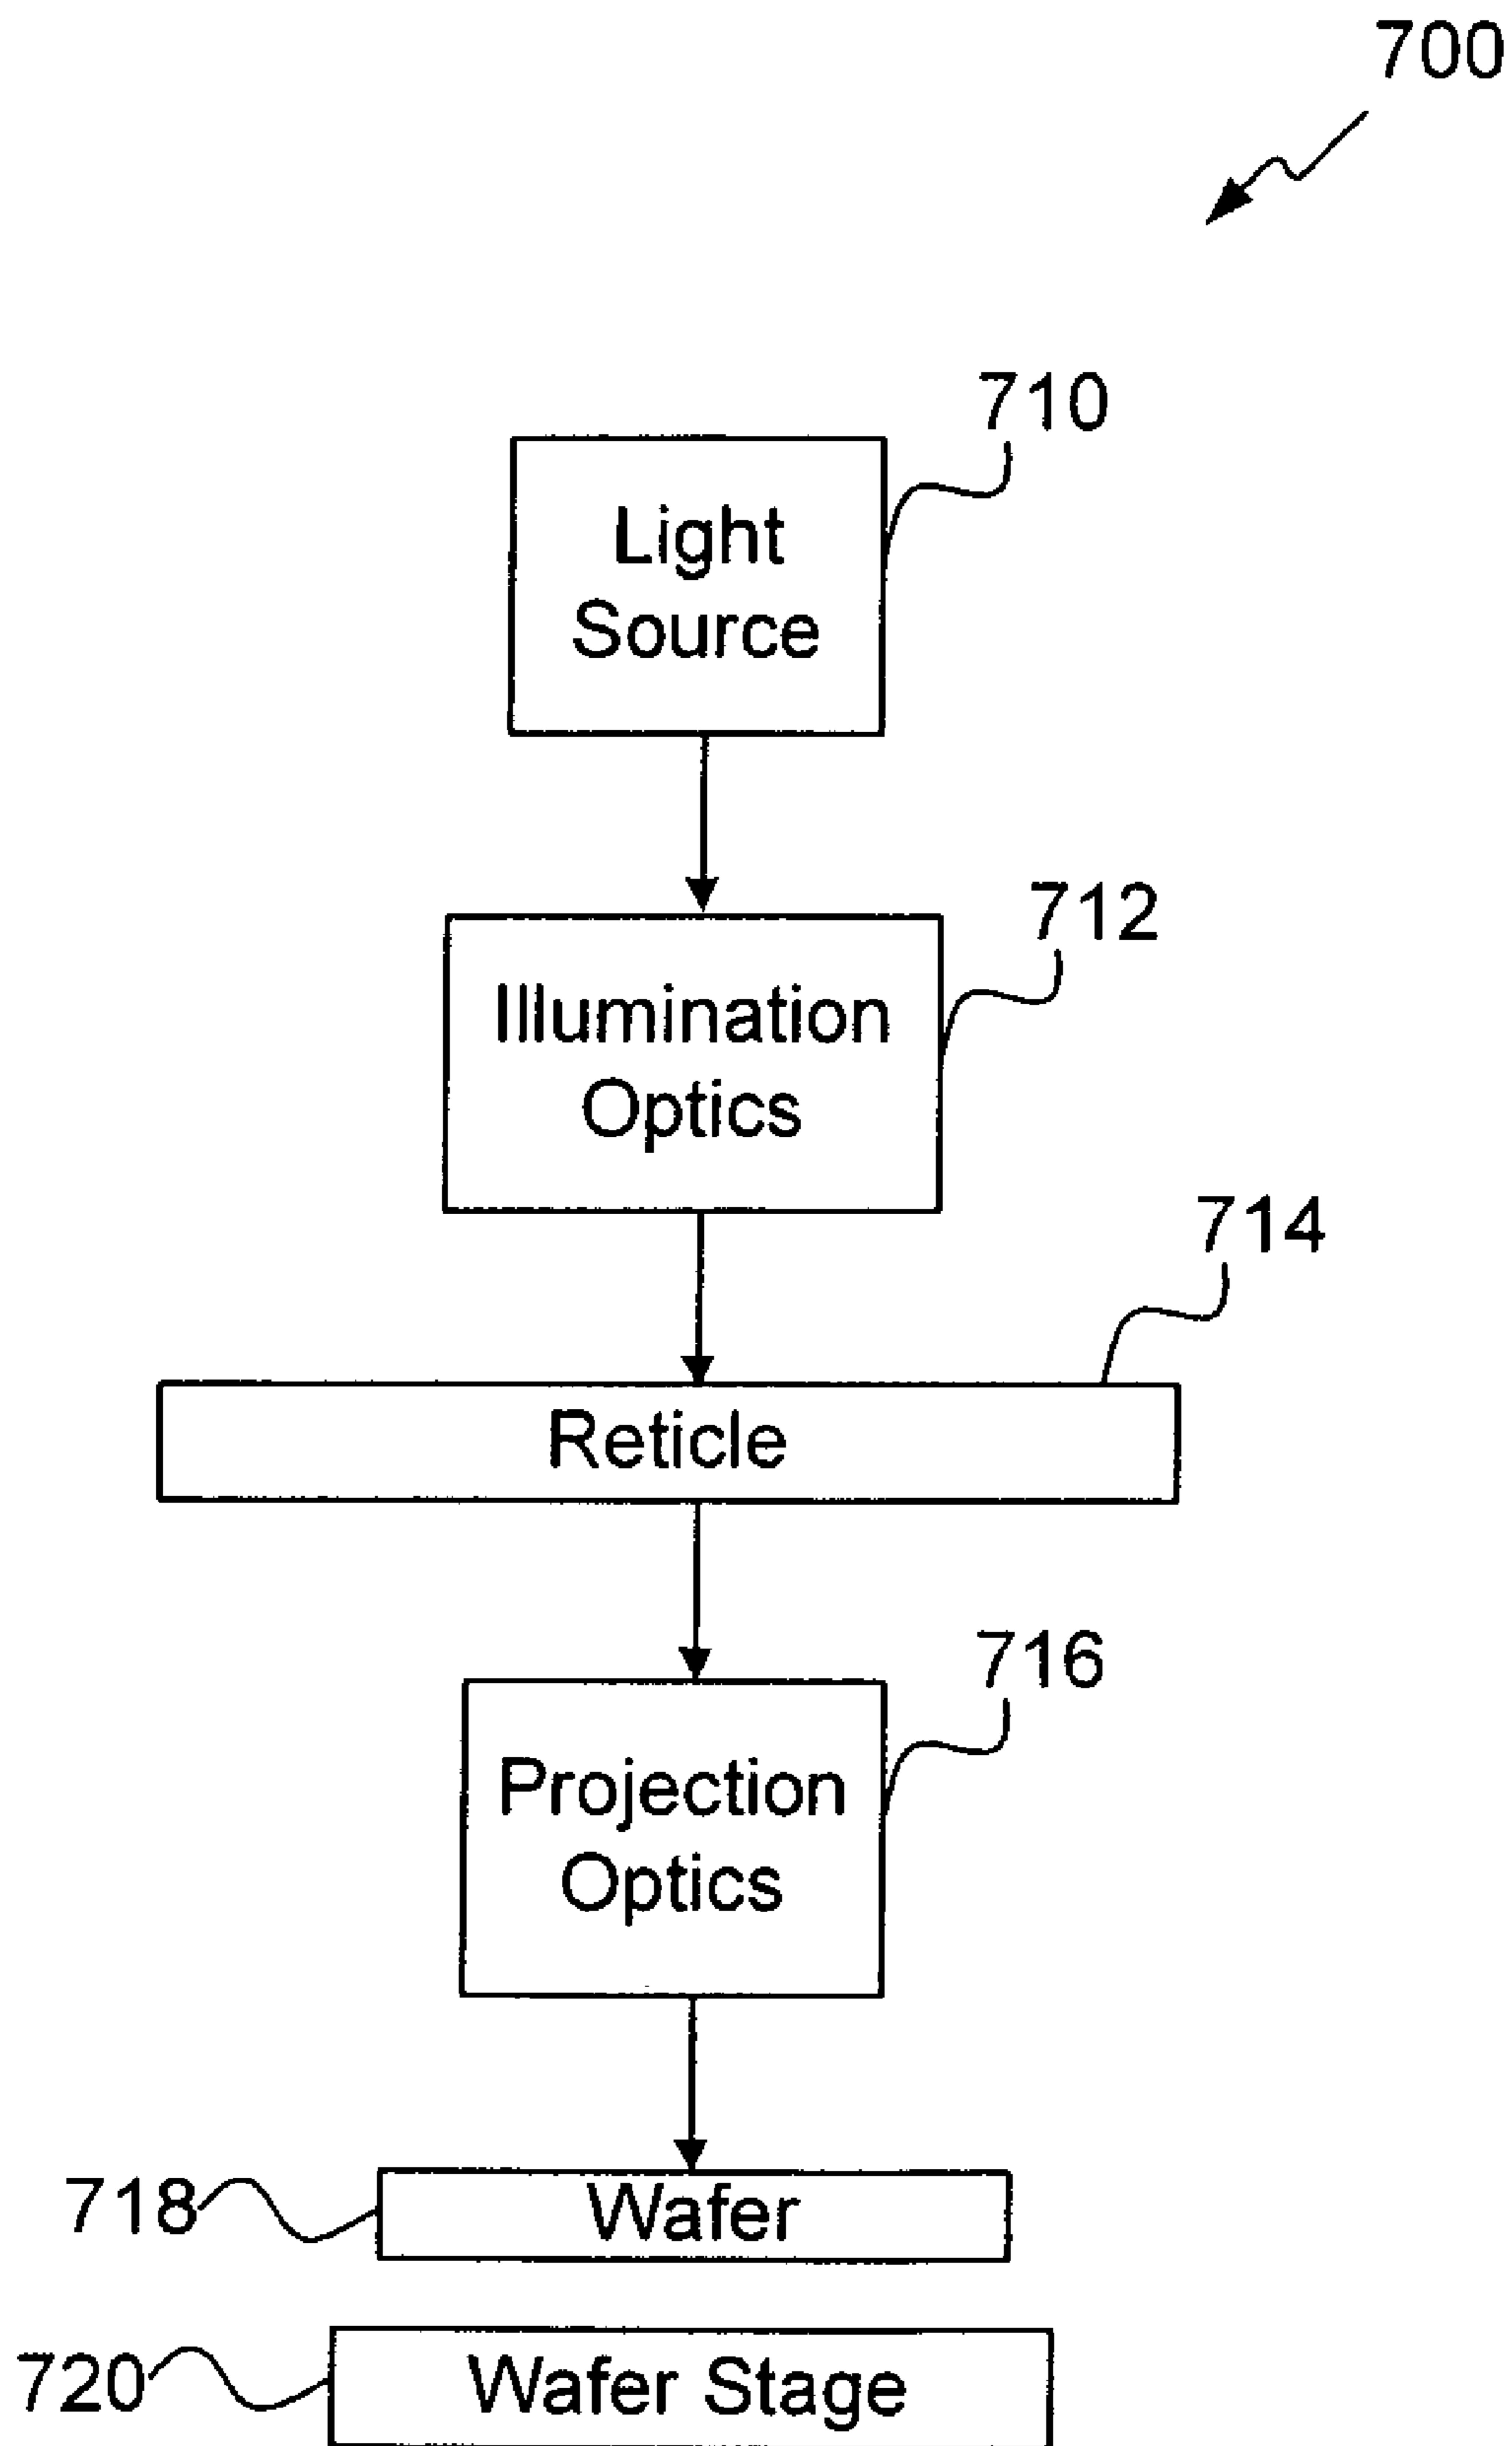 700
710
Light
Source
712
Illumination
Optics
714
Reticle
716
Projection
Optics
718
Wafer
720
Wafer Stage